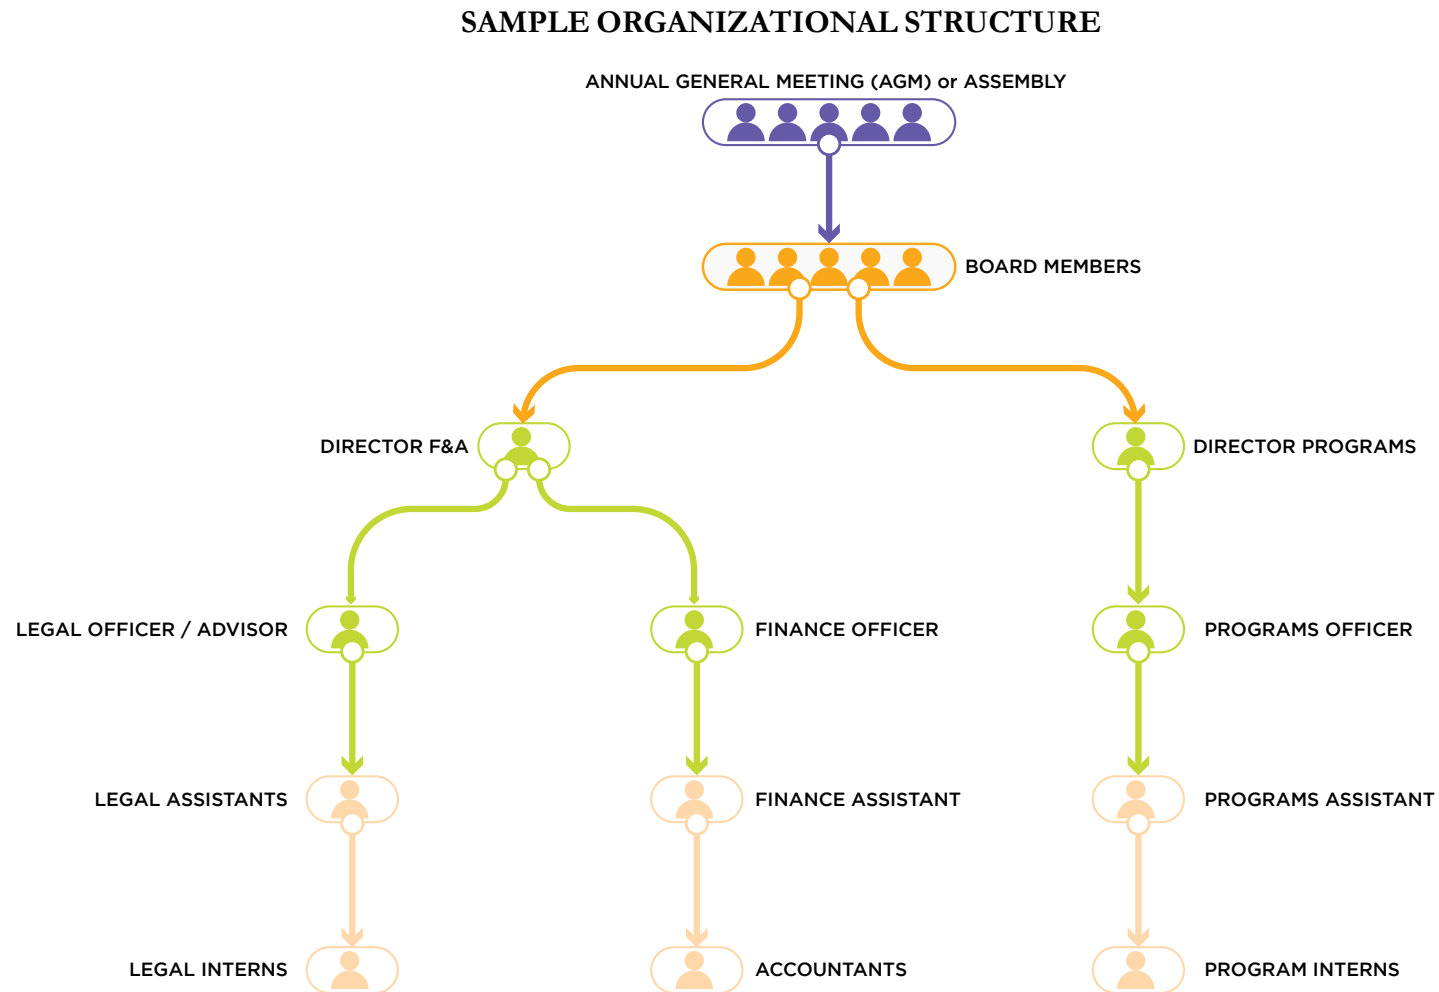 SAMPLE ORGANIZATIONAL STRUCTURE
ANNUAL GENERAL MEETING (AGM) or ASSEMBLY
BOARD MEMBERS
DIRECTOR F&A
DIRECTOR PROGRAMS
LEGAL OFFICER / ADVISOR
FINANCE OFFICER
PROGRAMS OFFICER
LEGAL ASSISTANTS
FINANCE ASSISTANT
PROGRAMS ASSISTANT
LEGAL INTERNS
ACCOUNTANTS
PROGRAM INTERNS